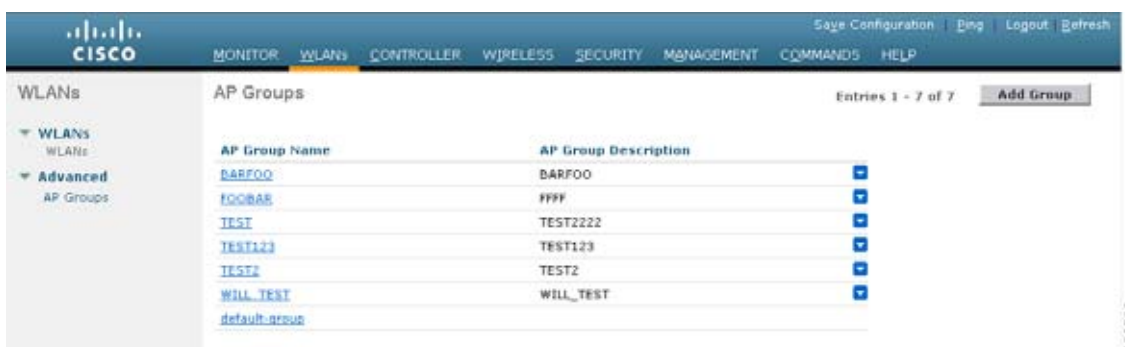 Save Configuration Ping Logout Refresh
CISCO
MONITOR WLANs CONTROLLER WIRELESS SECURITY MANAGEMENT COMMANDS HELP
WLANs
AP Groups
Entries 1 - 7 of 7
Add Group
WLANs
WLANs
Advanced
AP Groups
AP Group Name AP Group Description
BARFOO BARFOO
FOOBAR FFFF
TEST TEST2222
TEST123 TEST123
TEST2 TEST2
WILL_TEST WILL_TEST
default-group